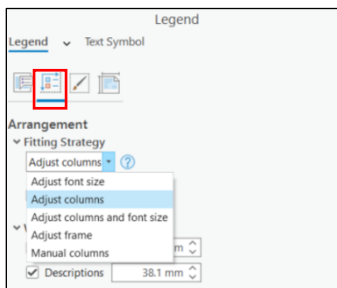 Legend
Legend Text Symbol
Arrangement
Fitting Strategy
Adjust columns ?
Adjust font size
Adjust columns
Adjust columns and font size
Adjust frame
Manual columns
m
Descriptions 38.1 mm